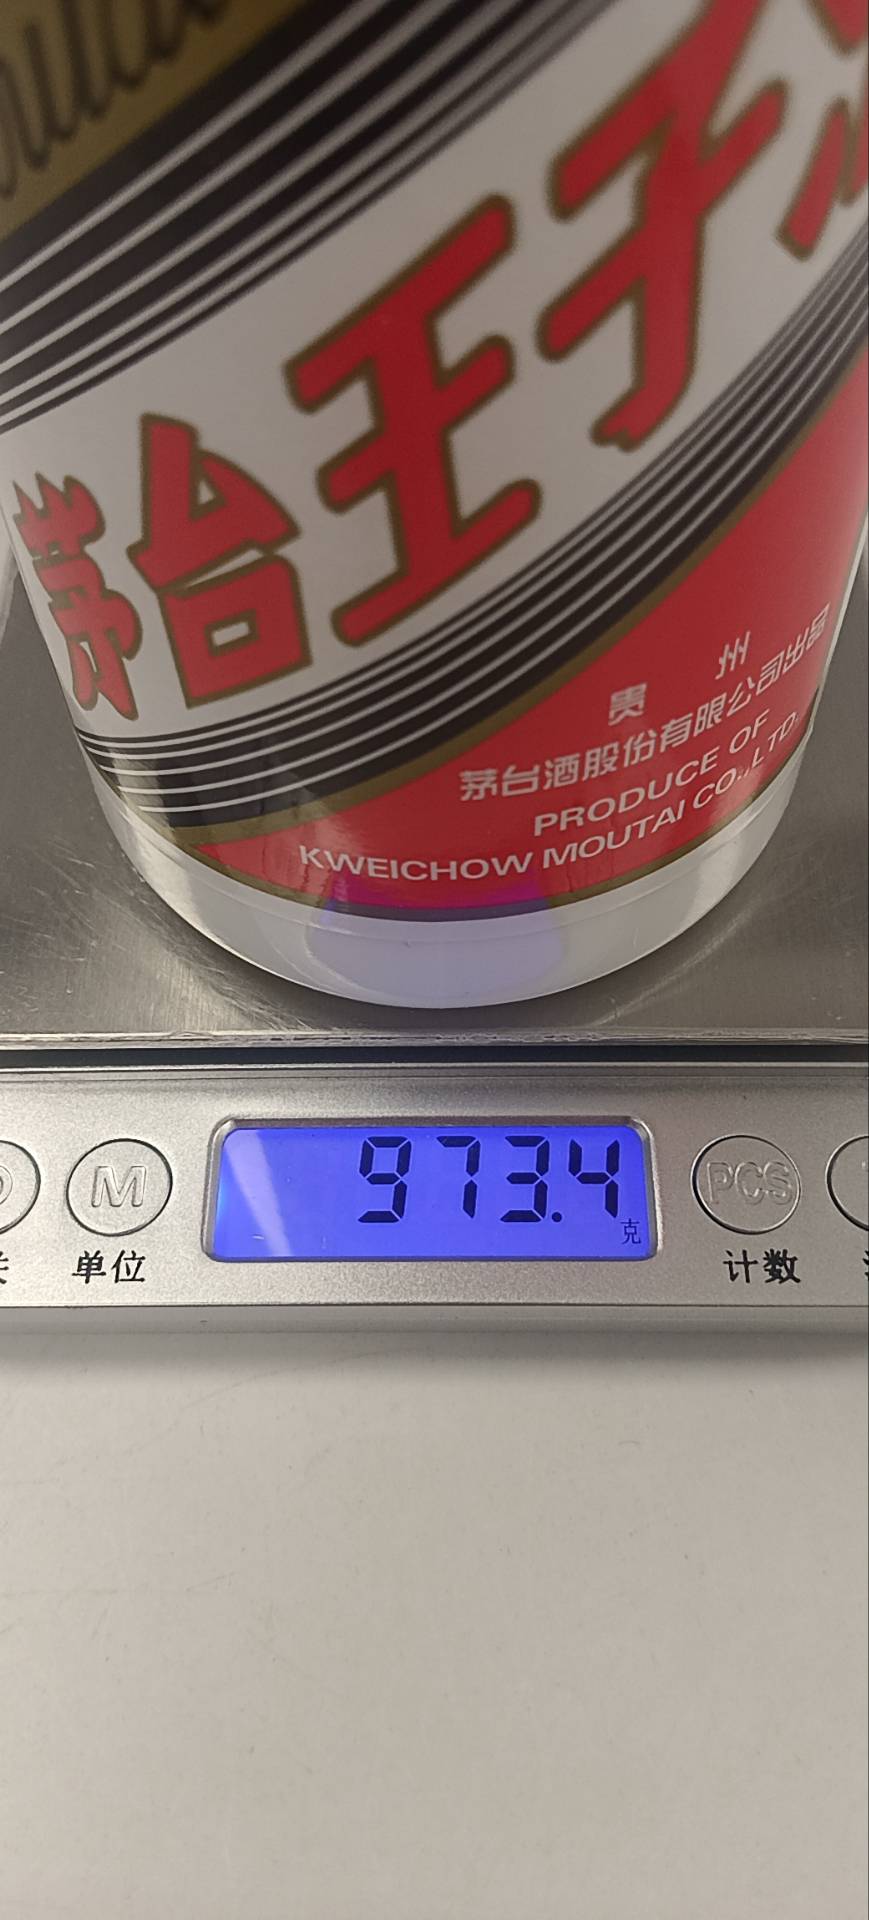 茅台王子
贵州
茅台酒股份有限公司出品
PRODUCE OF
KWEICHOW MOUTAI CO.,LTD.
973.4
克
M
PCS
单位
计数